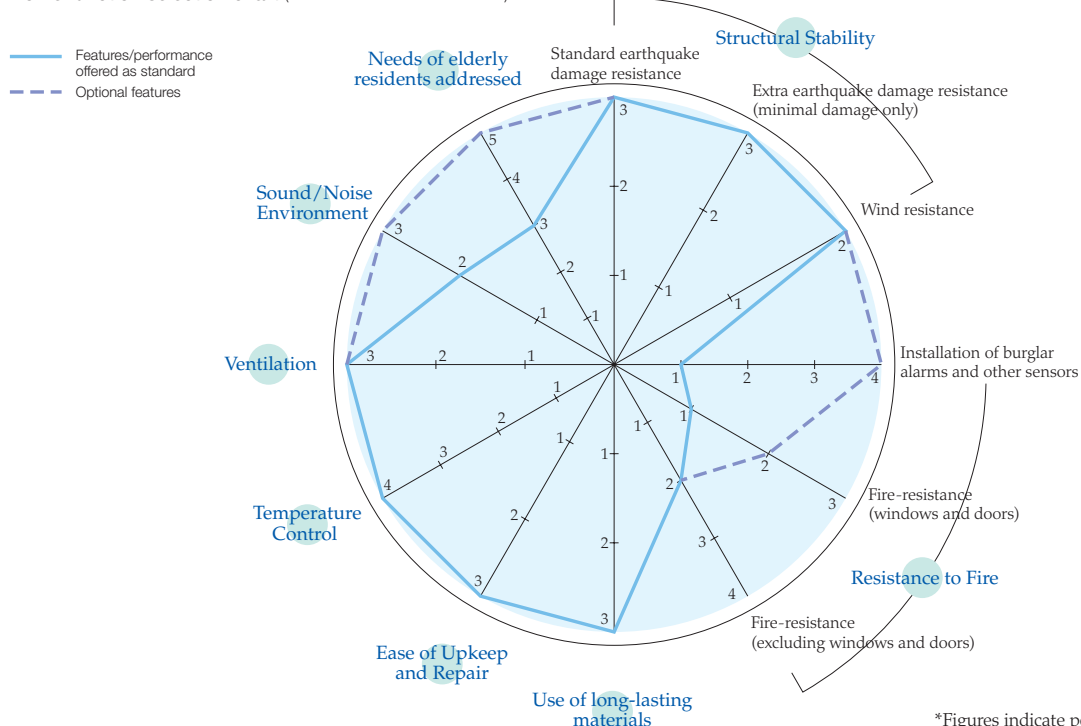 Features/performance
offered as standard
Optional features
Needs of elderly
residents addressed
Standard earthquake
damage resistance
Structural Stability
Extra earthquake damage resistance
(minimal damage only)
Sound/Noise
Environment
Wind resistance
Ventilation
Installation of burglar
alarms and other sensors
Temperature
Control
Fire-resistance
(windows and doors)
Resistance to Fire
Fire-resistance
(excluding windows and doors)
Ease of Upkeep
and Repair
Use of long-lasting
materials
*Figures indicate
3
2
1
3
2
1
2
1
1
2
3
4
1
2
3
1
2
3
4
1
2
3
1
2
3
1
2
3
4
1
2
3
1
2
3
1
2
3
4
5